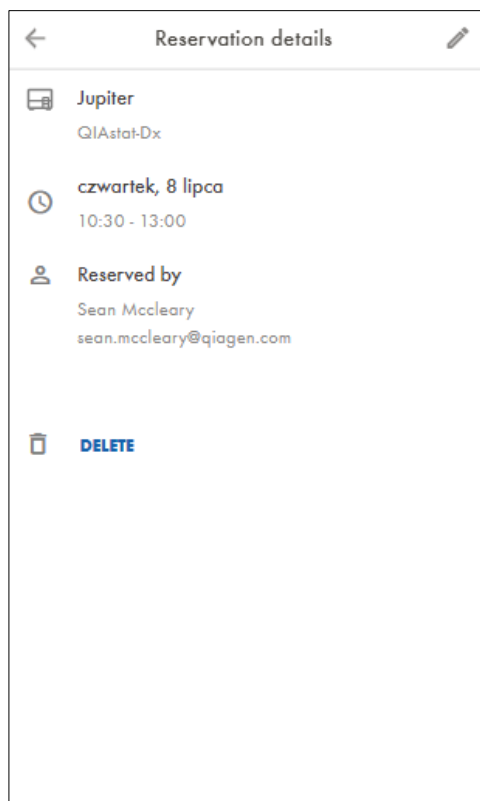 Reservation details
Jupiter
QIAstat-Dx
czwartek, 8 lipca
10:30 - 13:00
Reserved by
Sean Mccleary
sean.mccleary@qiagen.com
DELETE